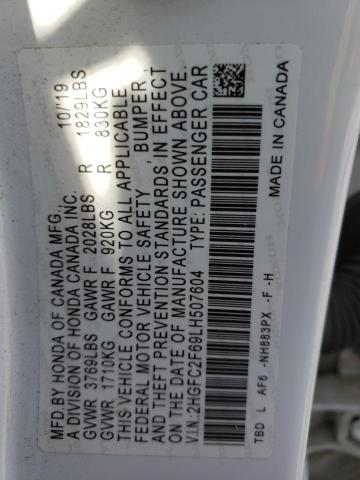 MFD. BY HONDA OF CANADA MFG., 10/'19
A DIVISION OF HONDA CANADA INC.
GVWR 3769LBS GAWR F 2028LBS R 1829LBS
GVWR 1710KG GAWR F 920KG R 830KG
THIS VEHICLE CONFORMS TO ALL APPLICABLE
FEDERAL MOTOR VEHICLE SAFETY , BUMPER ,
AND THEFT PREVENTION STANDARDS IN EFFECT
ON THE DATE OF MANUFACTURE SHOWN ABOVE.
V.I.N.:2HGFC2F69LH507604 TYPE: PASSENGER CAR
MADE IN CANADA
TBD L AF6 -NH883PX -F -H